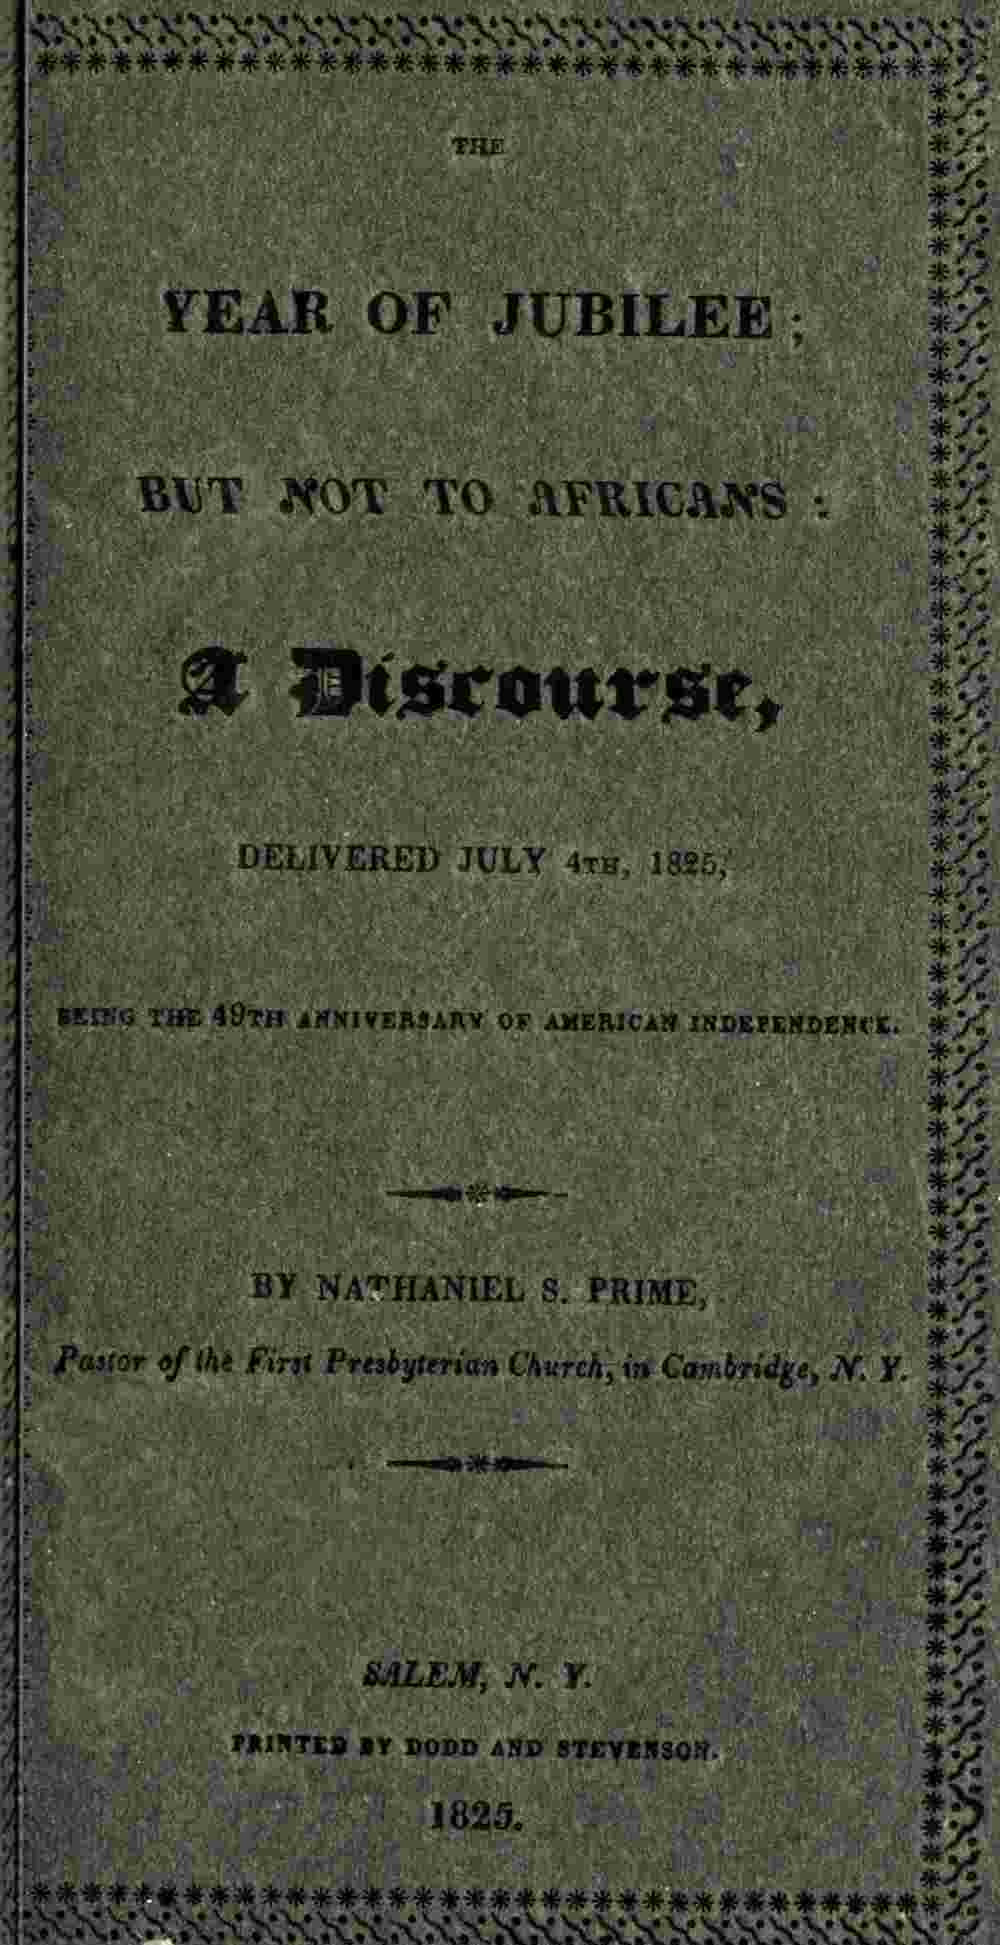 THE
YEAR OF JUBILEE;
BUT NOT TO AFRICANS:
A Discourse,
DELIVERED JULY 4TH, 1825,
BEING THE 49TH ANNIVERSARY OF AMERICAN INDEPENDENCE.
BY NATHANIEL S. PRIME,
Pastor of the First Presbyterian Church, in Cambridge, N. Y.
SALEM, N. Y.
PRINTED BY DODD AND STEVENSON.
1825.